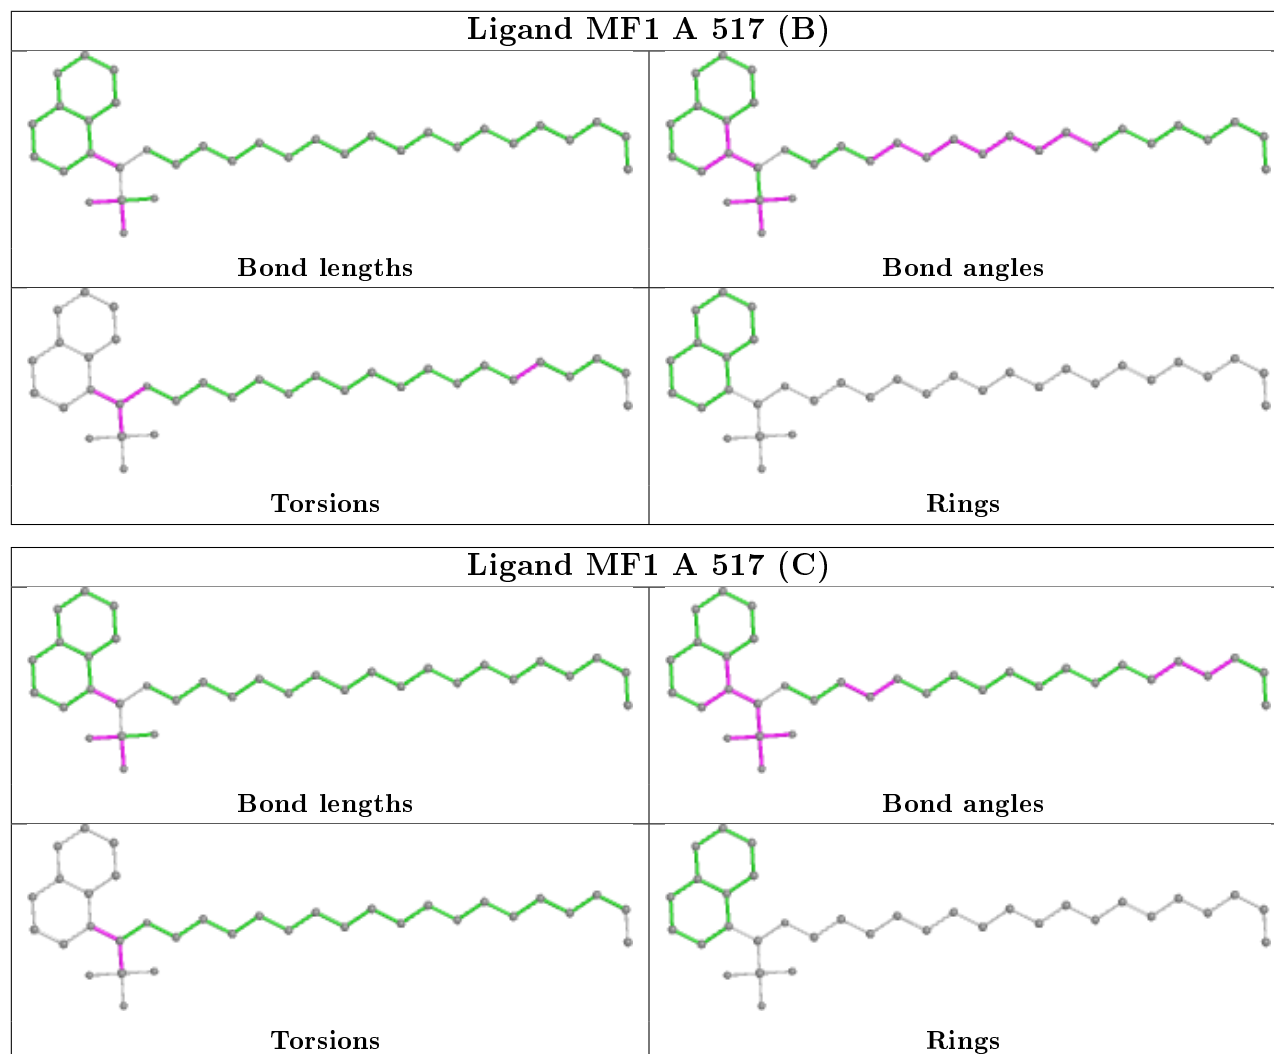 Ligand MF1 A 517 (B)
Bond lengths
Bond angles
Torsions
Rings
Ligand MF1 A 517 (C)
Bond lengths
Bond angles
Torsions
Rings